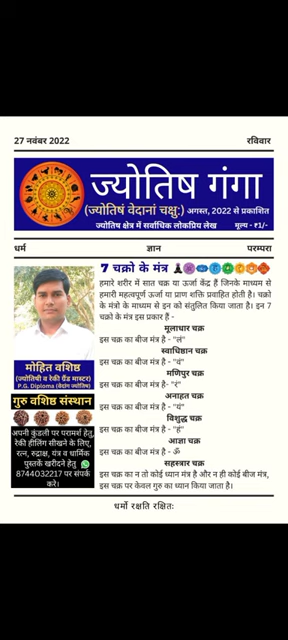 27 नवंबर 2022 रविवार
ज्योतिष गंगा
(ज्योतिषं वेदानां चक्षुः) अगस्त, 2022 से प्रकाशित
ज्योतिष क्षेत्र में सर्वाधिक लोकप्रिय लेख मूल्य - ₹1/-
धर्म ज्ञान परम्परा
7 चक्रो के मंत्र
हमारे शरीर में सात चक्र या ऊर्जा केंद्र हैं जिनके माध्यम से
हमारी महत्वपूर्ण ऊर्जा या प्राण शक्ति प्रवाहित होती है। चक्रो
के मंत्रो के माध्यम से इन को संतुलित किया जाता है। इन 7
चक्रो के मंत्र इस प्रकार हैं -
मूलाधार चक्र
इस चक्र का बीज मंत्र है - "लं"
स्वाधिष्ठान चक्र
इस चक्र का बीज मंत्र है - "वं"
मणिपुर चक्र
इस चक्र का बीज मंत्र है- "रं"
अनाहत चक्र
इस चक्र का बीज मंत्र है - "यं"
विशुद्ध चक्र
इस चक्र का बीज मंत्र है - "हं"
आज्ञा चक्र
इस चक्र का बीज मंत्र है - ॐ
सहस्त्रार चक्र
इस चक्र का न तो कोई ध्यान मंत्र है और न ही कोई बीज मंत्र,
इस चक्र पर केवल गुरु का ध्यान किया जाता है।
मोहित वशिष्ठ
(ज्योतिषी व रेकी ग्रैंड मास्टर)
P.G. Diploma (वेदांग ज्योतिष)
गुरु वशिष्ठ संस्थान
अपनी कुंडली पर परामर्श हेतु,
रेकी हीलिंग सीखने के लिए,
रत्न, रुद्राक्ष, यंत्र व धार्मिक
पुस्तकें खरीदने हेतु
8744032217 पर संपर्क
करे।
धर्मो रक्षति रक्षितः